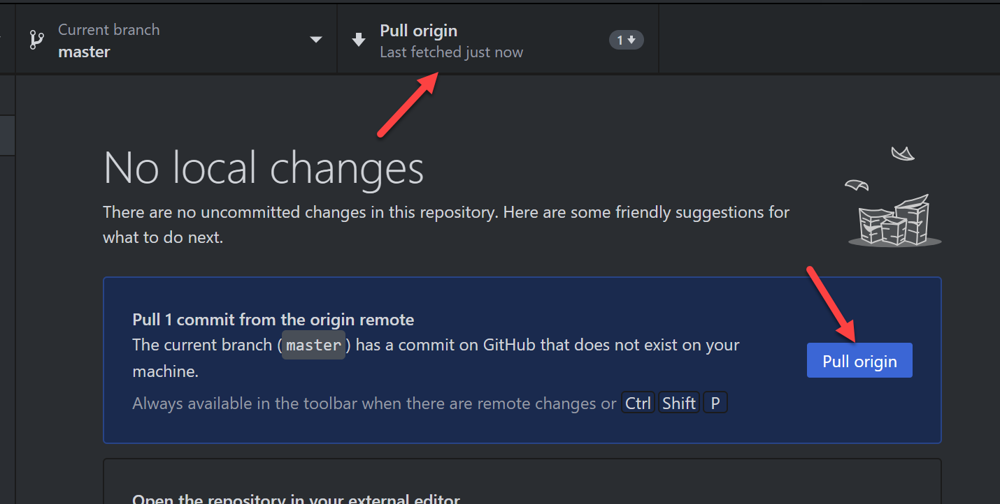 Current branch
master
Pull origin
Last fetched just now
1
No local changes
There are no uncommitted changes in this repository. Here are some friendly suggestions for
what to do next.
Pull 1 commit from the origin remote
The current branch (master) has a commit on GitHub that does not exist on your
machine.
Pull origin
Always available in the toolbar when there are remote changes or Ctrl Shift P
Open the repository in your external editor